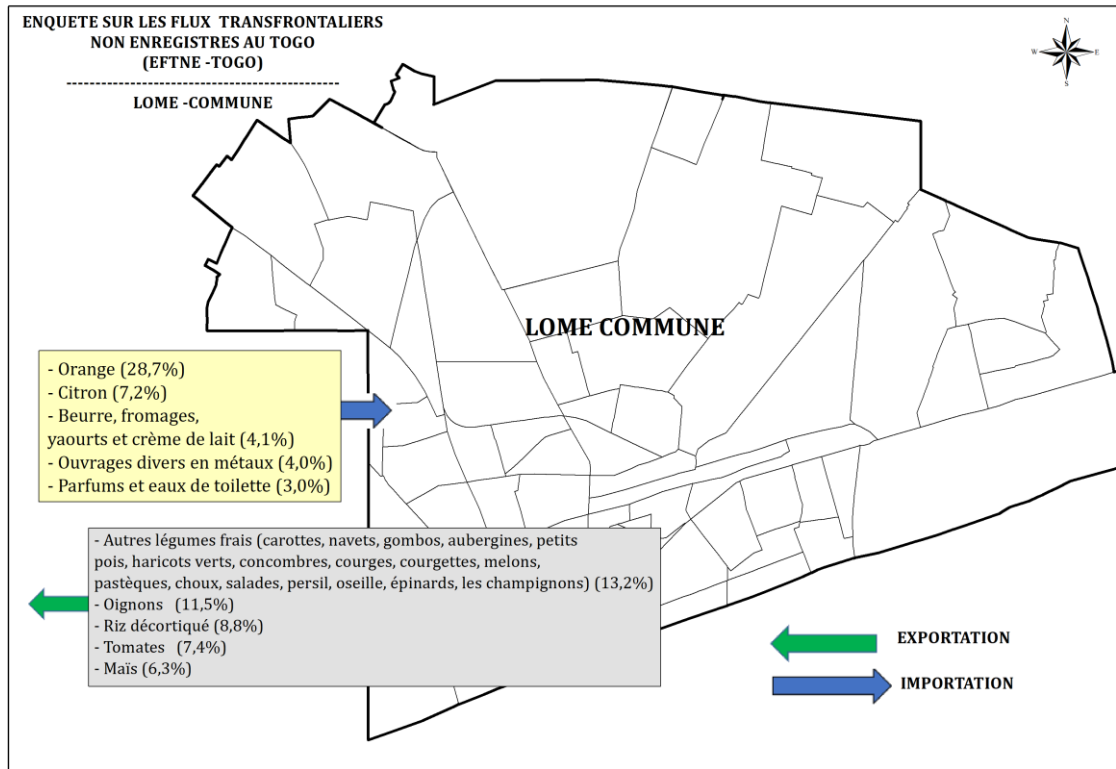 ENQUETE SUR LES FLUX TRANSFRONTALIERS
NON ENREGISTRES AU TOGO
(EFTNE -TOGO)
--------------------------------------------
LOME -COMMUNE
N
W
E
S
LOME COMMUNE
- Orange (28,7%)
- Citron (7,2%)
- Beurre, fromages,
yaourts et crème de lait (4,1%)
- Ouvrages divers en métaux (4,0%)
- Parfums et eaux de toilette (3,0%)
- Autres légumes frais (carottes, navets, gombos, aubergines, petits
pois, haricots verts, concombres, courges, courgettes, melons,
pastèques, choux, salades, persil, oseille, épinards, les champignons) (13,2%)
- Oignons (11,5%)
- Riz décortiqué (8,8%)
- Tomates (7,4%)
- Maïs (6,3%)
EXPORTATION
IMPORTATION